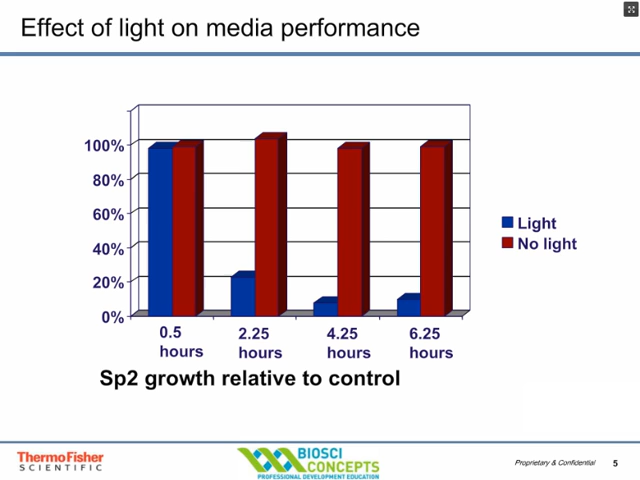 Effect of light on media performance
100%
80%
60%
40%
20%
0%
0.5
hours
2.25
hours
4.25
hours
6.25
hours
Light
No light
Sp2 growth relative to control
ThermoFisher
SCIENTIFIC
BIOSCI
CONCEPTS
PROFESSIONAL DEVELOPMENT EDUCATION
Proprietary & Confidential
5